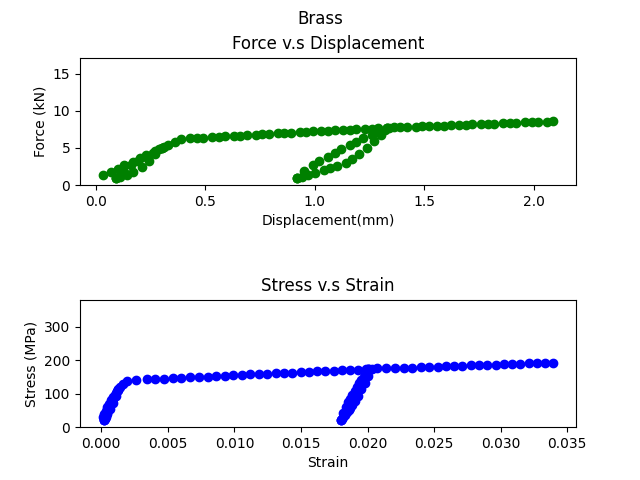 Brass
Force v.s Displacement
15
10
5
0
Force (kN)
0.0 0.5 1.0 1.5 2.0
Displacement(mm)
Stress v.s Strain
300
200
100
0
Stress (MPa)
0.000 0.005 0.010 0.015 0.020 0.025 0.030 0.035
Strain